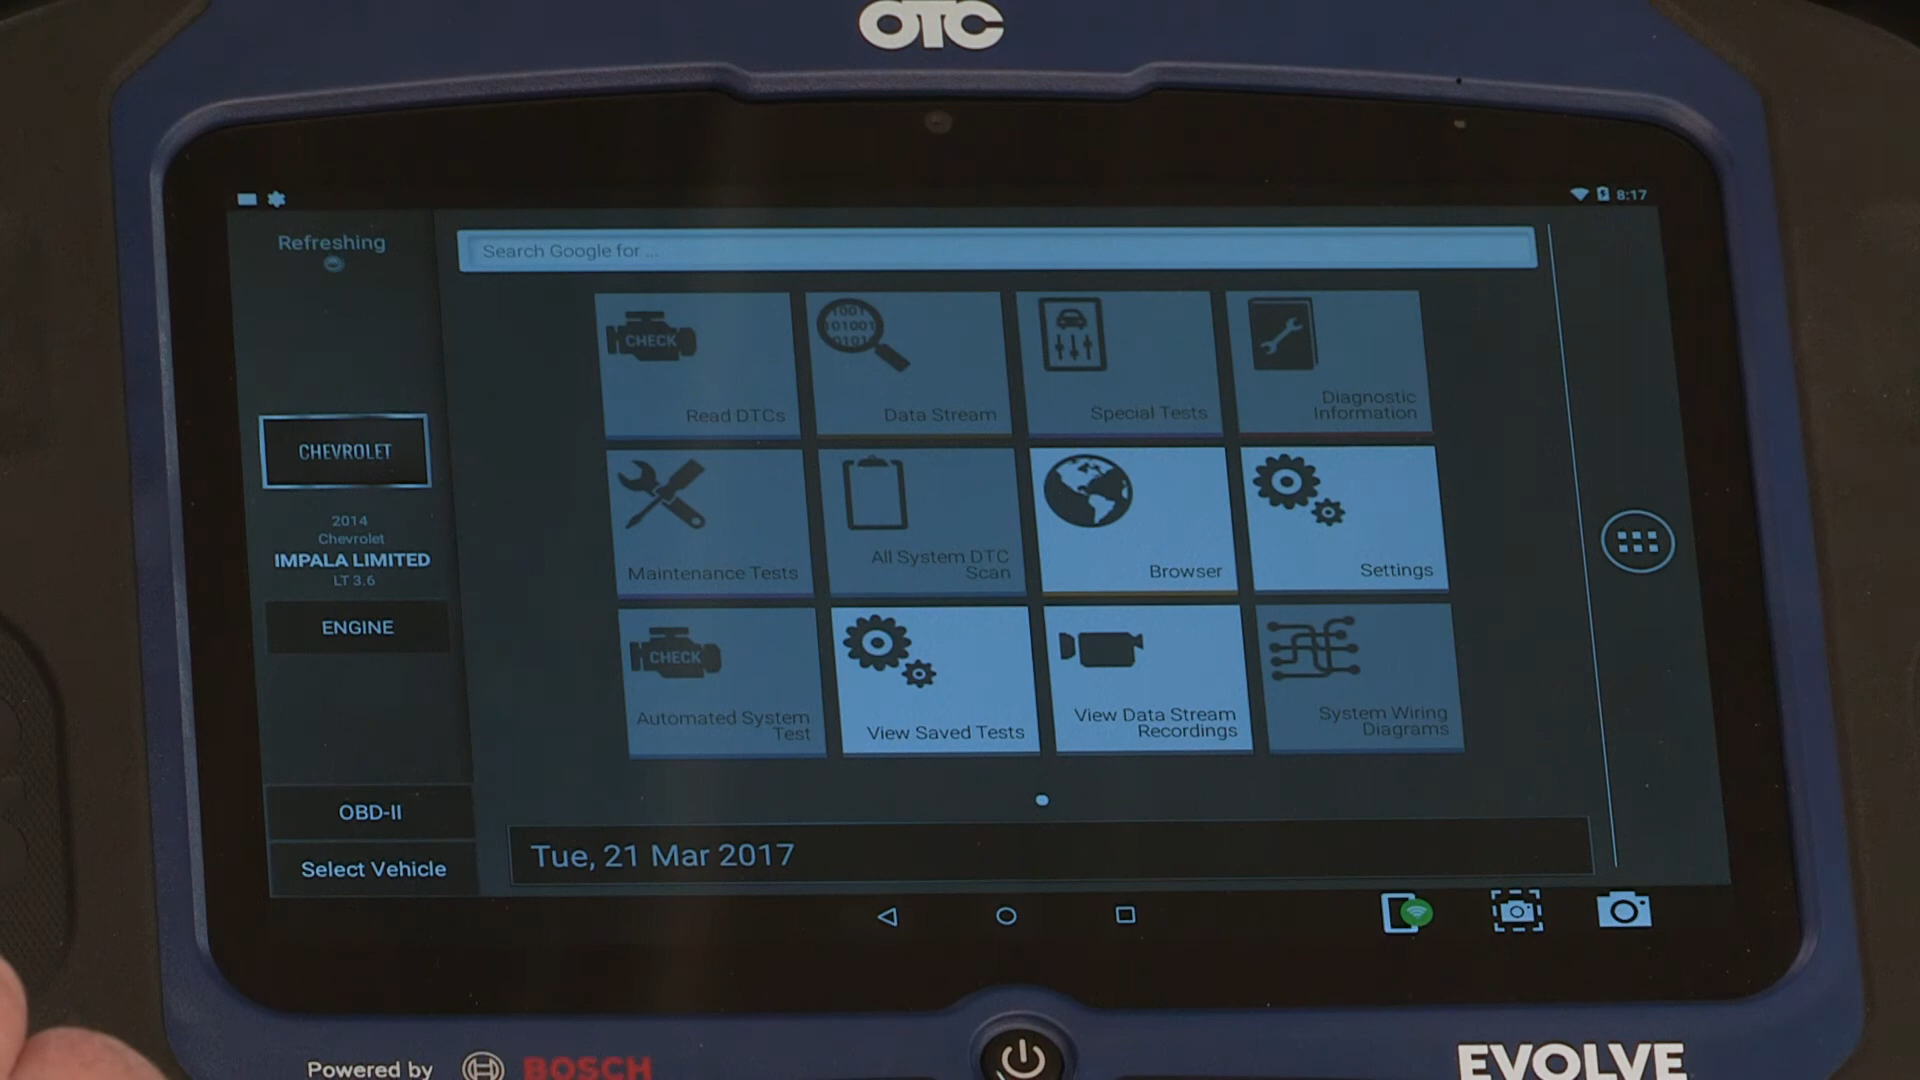 OTC
8:17
Refreshing
Search Google for ...
CHECK
Read DTCs
1001
101001
0101
Data Stream
Special Tests
Diagnostic
Information
CHEVROLET
2014
Chevrolet
IMPALA LIMITED
LT 3.6
ENGINE
Maintenance Tests
All System DTC
Scan
Browser
Settings
CHECK
Automated System
Test
View Saved Tests
View Data Stream
Recordings
System Wiring
Diagrams
OBD-II
Select Vehicle
Tue, 21 Mar 2017
Powered by
BOSCH
EVOLVE